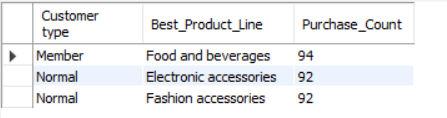 Customer type Best_Product_Line Purchase_Count
Member Food and beverages 94
Normal Electronic accessories 92
Normal Fashion accessories 92